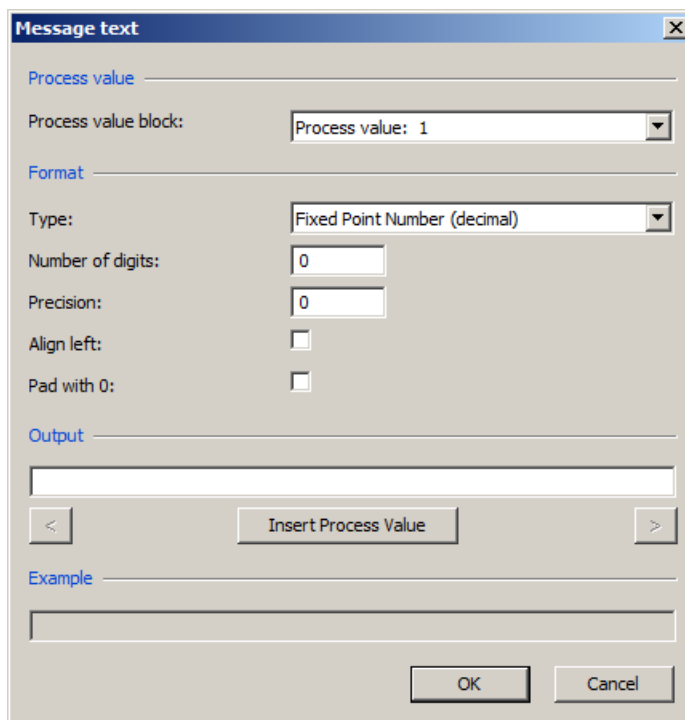 Message text
Process value
Process value block: Process value: 1
Format
Type: Fixed Point Number (decimal)
Number of digits: 0
Precision: 0
Align left:
Pad with 0:
Output
< Insert Process Value >
Example
OK Cancel